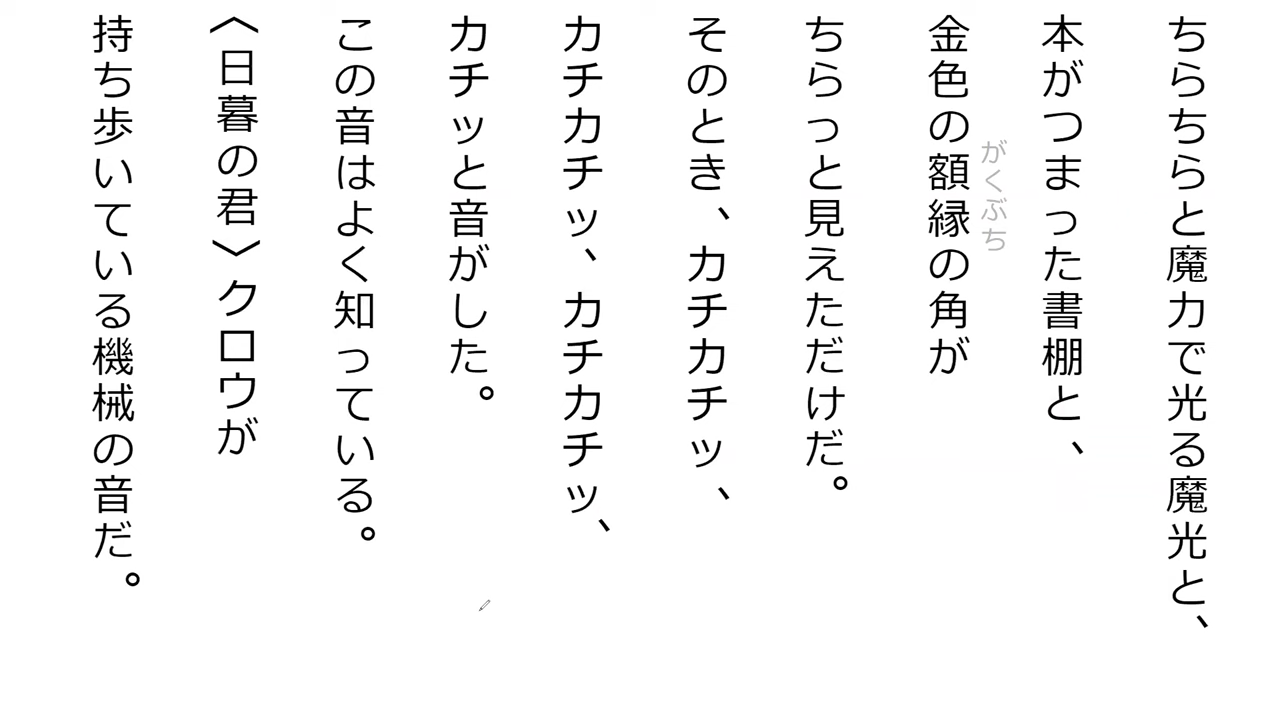 ちらちらと魔力で光る魔光と、
本がつまった書棚と、
金色の額縁の角が
がくぶち
ちらっと見えただけだ。
そのとき、カチカチッ、
カチカチッ、カチカチッ、
カチッと音がした。
この音はよく知っている。
〈日暮の君〉クロウが
持ち歩いている機械の音だ。